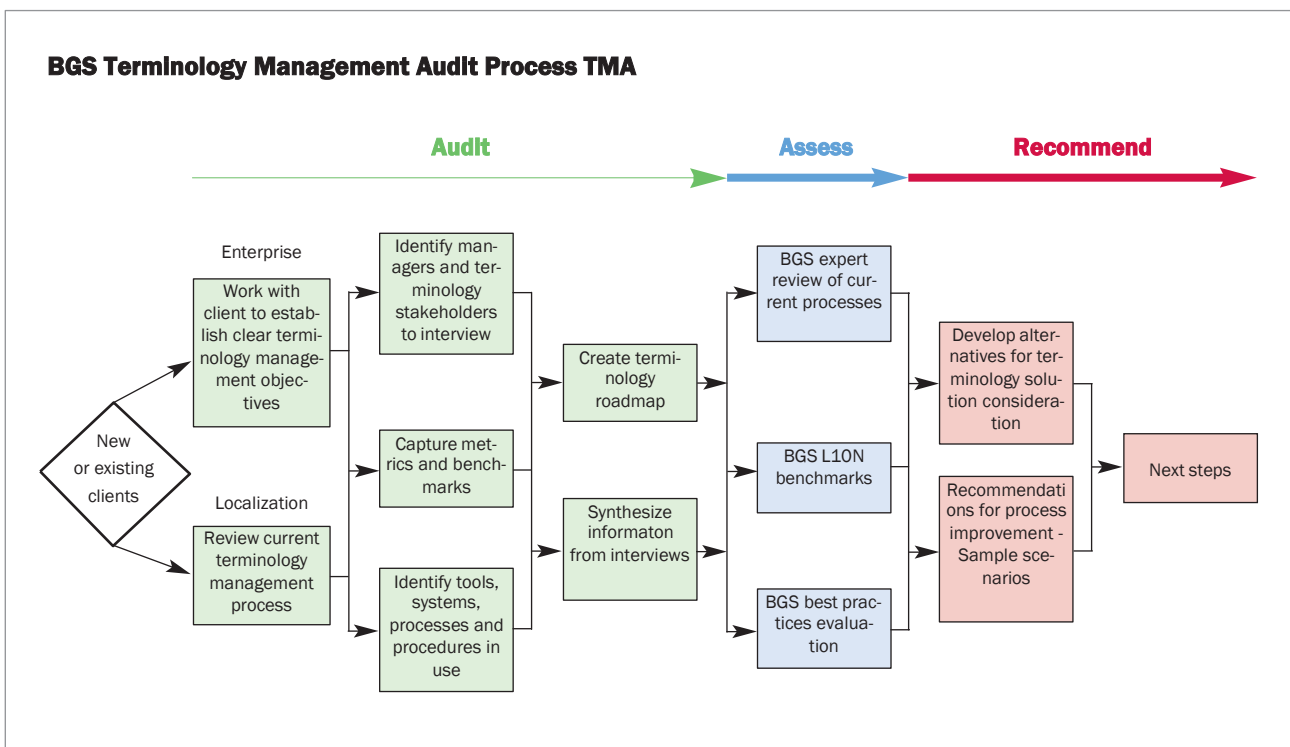 BGS Terminology Management Audit Process TMA
Audit
Assess
Recommend
Enterprise
Work with
client to estab-
lish clear termi-
nology manage-
ment objec-
tives
New
or existing
clients
Localization
Review current
terminology
management
process
Identify man-
agers and ter-
minology
stakeholders
to interview
Capture met-
rics and bench-
marks
Identify tools,
systems,
processes and
procedures in
use
Create termi-
nology
roadmap
Synthesize
informaton
from interviews
BGS expert
review of cur-
rent processes
BGS L10N
benchmarks
BGS best prac-
tices evalua-
tion
Develop alter-
natives for ter-
minology solu-
tion considera-
tion
Recommendati
ons for process
improvement -
Sample sce-
narios
Next steps